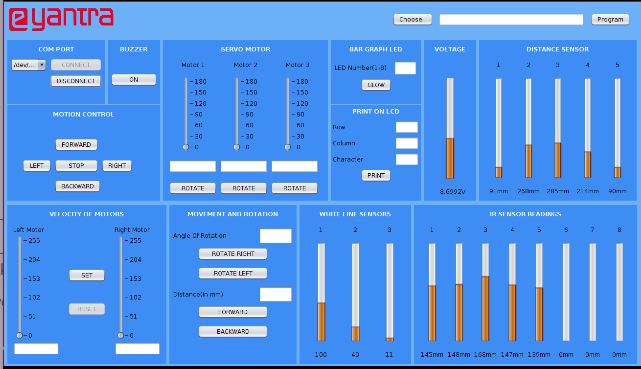 eyantra
Choose..
Program
COM PORT
/dev/...
CONNECT
DISCONNECT
BUZZER
ON
MOTION CONTROL
FORWARD
LEFT
STOP
RIGHT
BACKWARD
SERVO MOTOR
Motor 1
Motor 2
Motor 3
180
150
120
90
60
30
0
180
150
120
90
60
30
0
180
150
120
90
60
30
0
ROTATE
ROTATE
ROTATE
BAR GRAPH LED
LED Number(1-8)
GLOW
PRINT ON LCD
Row
Column
Character
PRINT
VOLTAGE
8.6992V
DISTANCE SENSOR
1 2 3 4 5
91mm 268mm 285mm 214mm 90mm
VELOCITY OF MOTORS
Left Motor
Right Motor
255
204
153
102
51
0
SET
RESET
255
204
153
102
51
0
MOVEMENT AND ROTATION
Angle Of Rotation
ROTATE RIGHT
ROTATE LEFT
Distance(in mm)
FORWARD
BACKWARD
WHITE LINE SENSORS
1 2 3
100 40 11
IR SENSOR READINGS
1 2 3 4 5 6 7 8
145mm 148mm 168mm 147mm 139mm 0mm 0mm 0mm